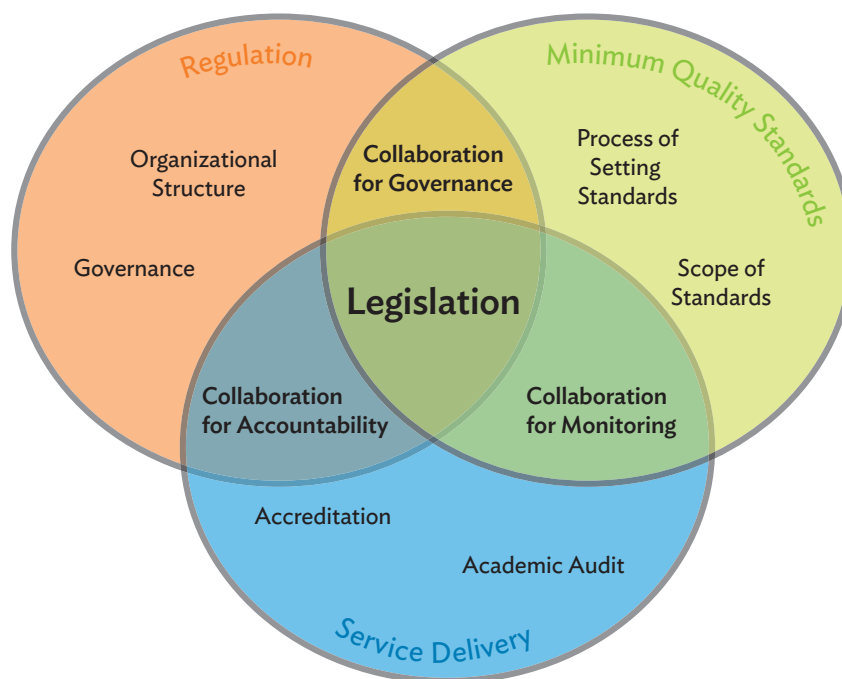 Regulation
Minimum Quality Standards
Organizational
Structure
Governance
Collaboration
for Governance
Process of
Setting
Standards
Scope of
Standards
Legislation
Collaboration
for Accountability
Collaboration
for Monitoring
Accreditation
Academic Audit
Service Delivery